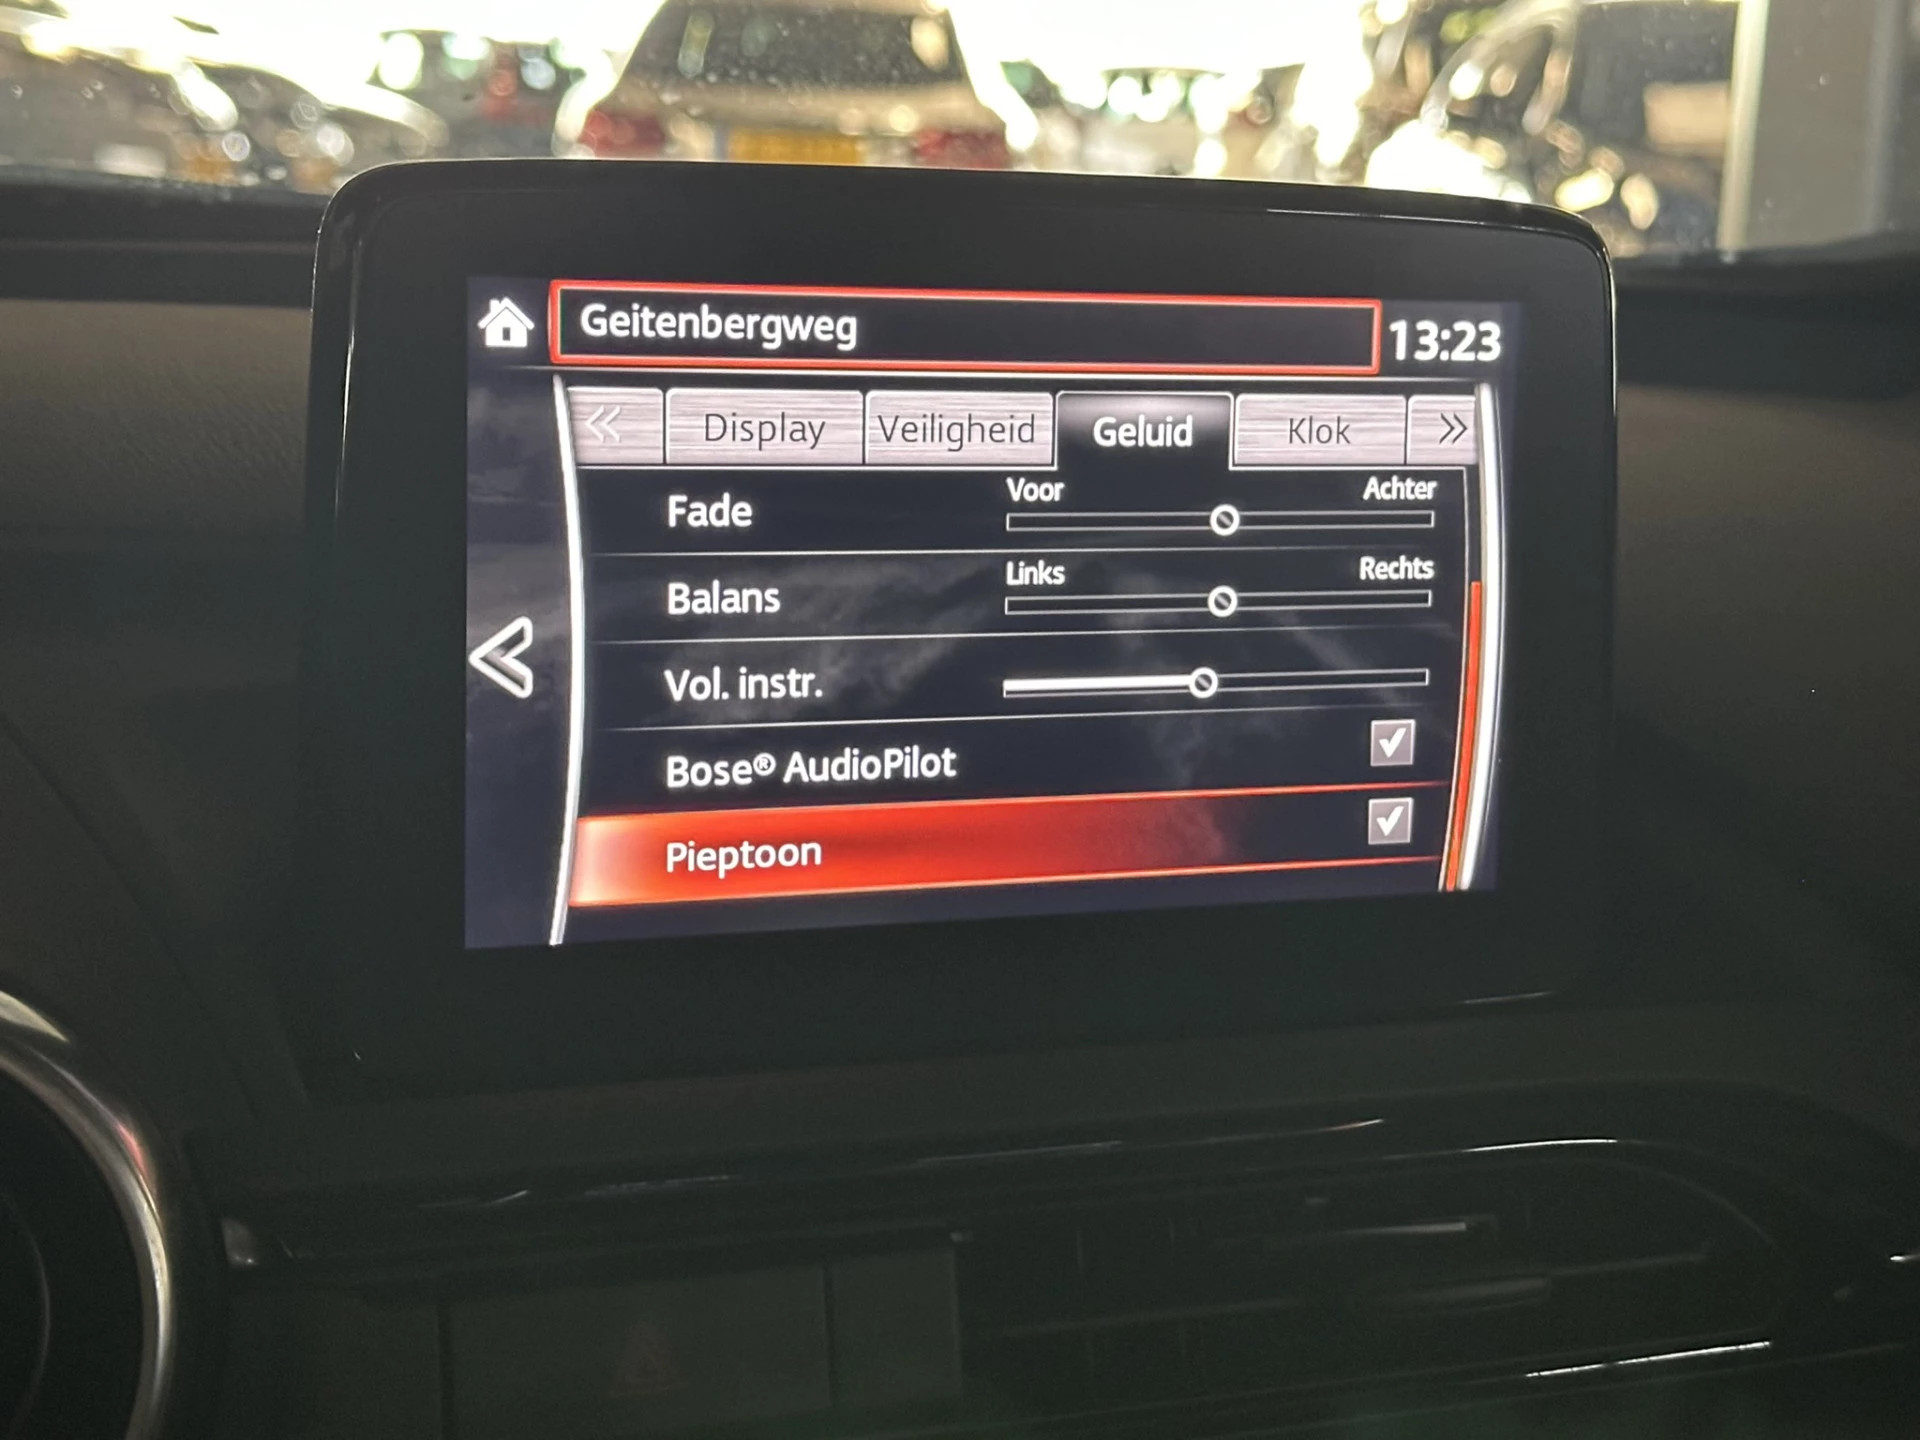 Geitenbergweg
13:23
Display
Veiligheid
Geluid
Klok
Fade
Voor
Achter
Balans
Links
Rechts
Vol. instr.
Bose® AudioPilot
Pieptoon